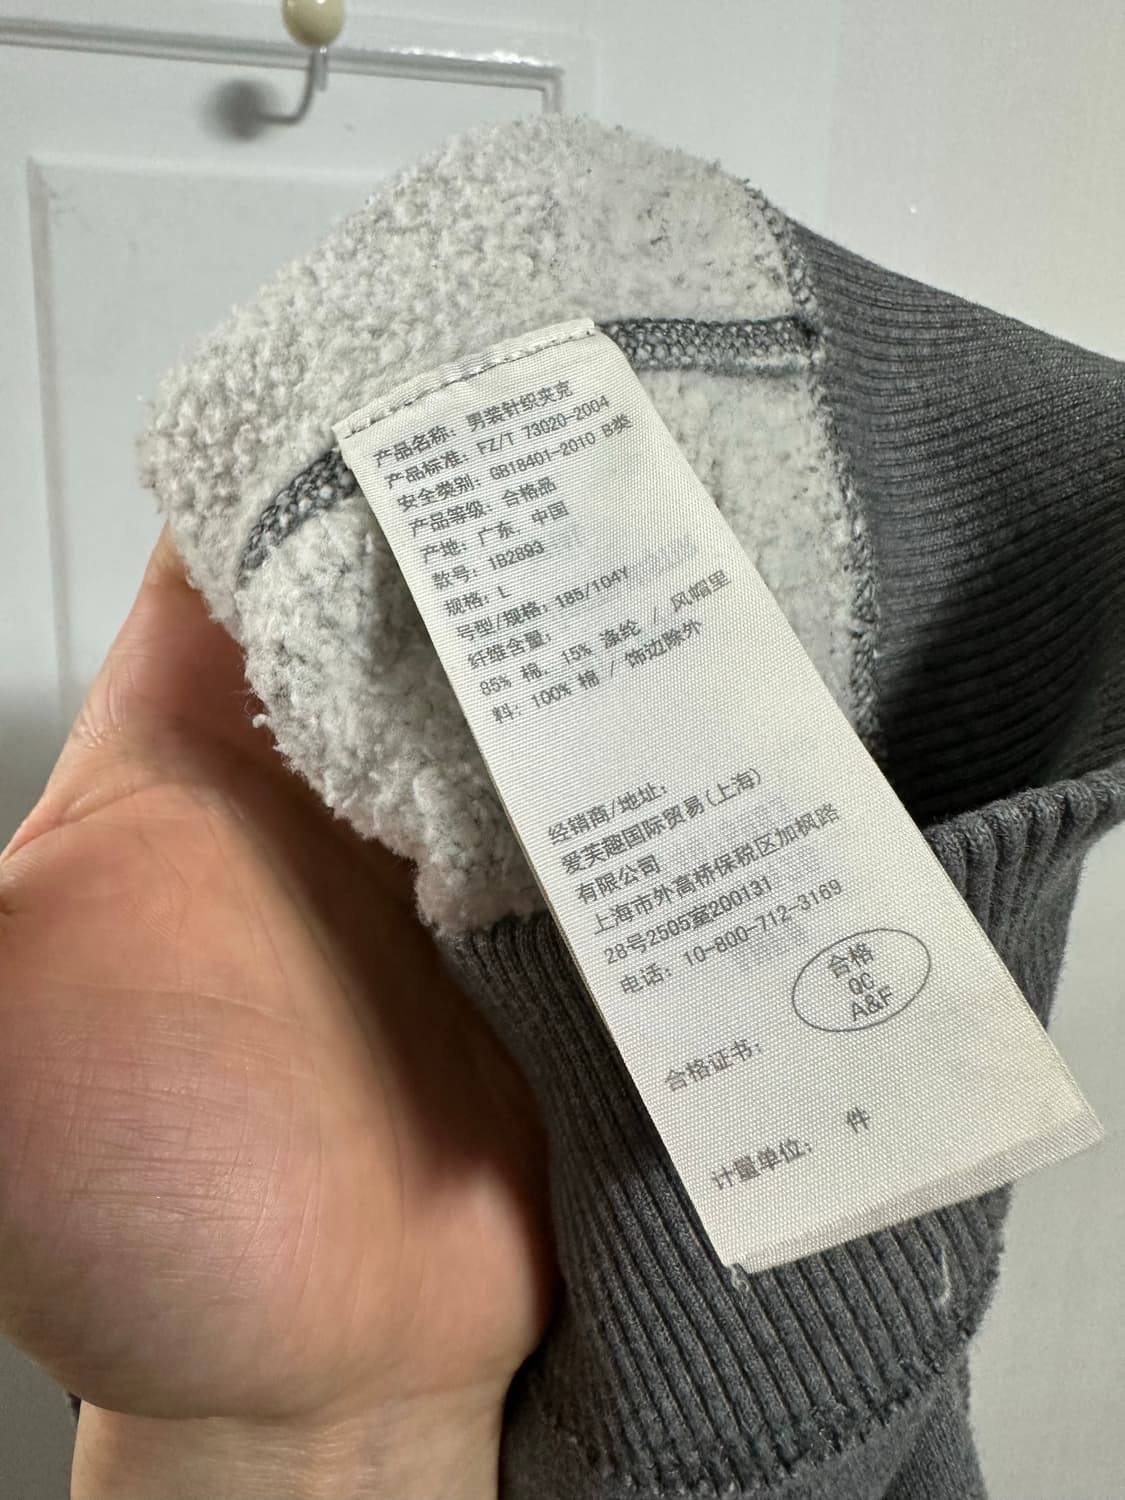 产品名称: 男装针织夹克
产品标准: FZ/T 73020-2004
安全类别: GB18401-2010 B类
产品等级: 合格品
产地: 广东, 中国
款号: 1B2893
规格: L
号型/规格: 185/104Y
纤维含量:
85% 棉, 15% 涤纶 / 风帽里
料: 100% 棉 / 饰边除外
经销商/地址:
爱芙趣国际贸易(上海)
有限公司
上海市外高桥保税区加枫路
28号2505室200131
电话: 10-800-712-3169
合格
QC
A&F
合格证书:
计量单位: 件